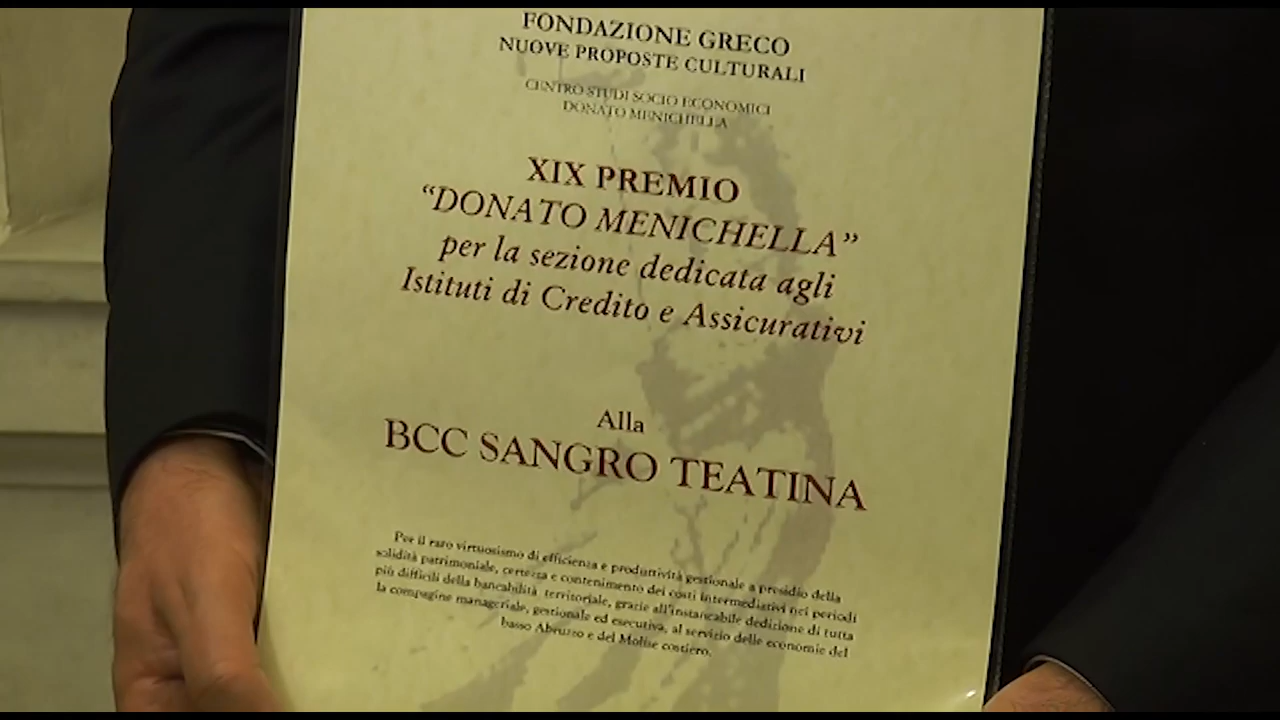 FONDAZIONE GRECO
NUOVE PROPOSTE CULTURALI
CENTRO STUDI SOCIO ECONOMICI
DONATO MENICHELLA
XIX PREMIO
“DONATO MENICHELLA”
per la sezione dedicata agli
Istituti di Credito e Assicurativi
Alla
BCC SANGRO TEATINA
Per il raro virtuosismo di efficienza e produttività gestionale a presidio della
solidità patrimoniale, certezza e contenimento dei costi intermediativi nei periodi
più difficili della bancabilità territoriale, grazie all'instancabile dedizione di tutta
la compagine manageriale, gestionale ed esecutiva, al servizio delle economie del
basso Abruzzo e del Molise costiero.